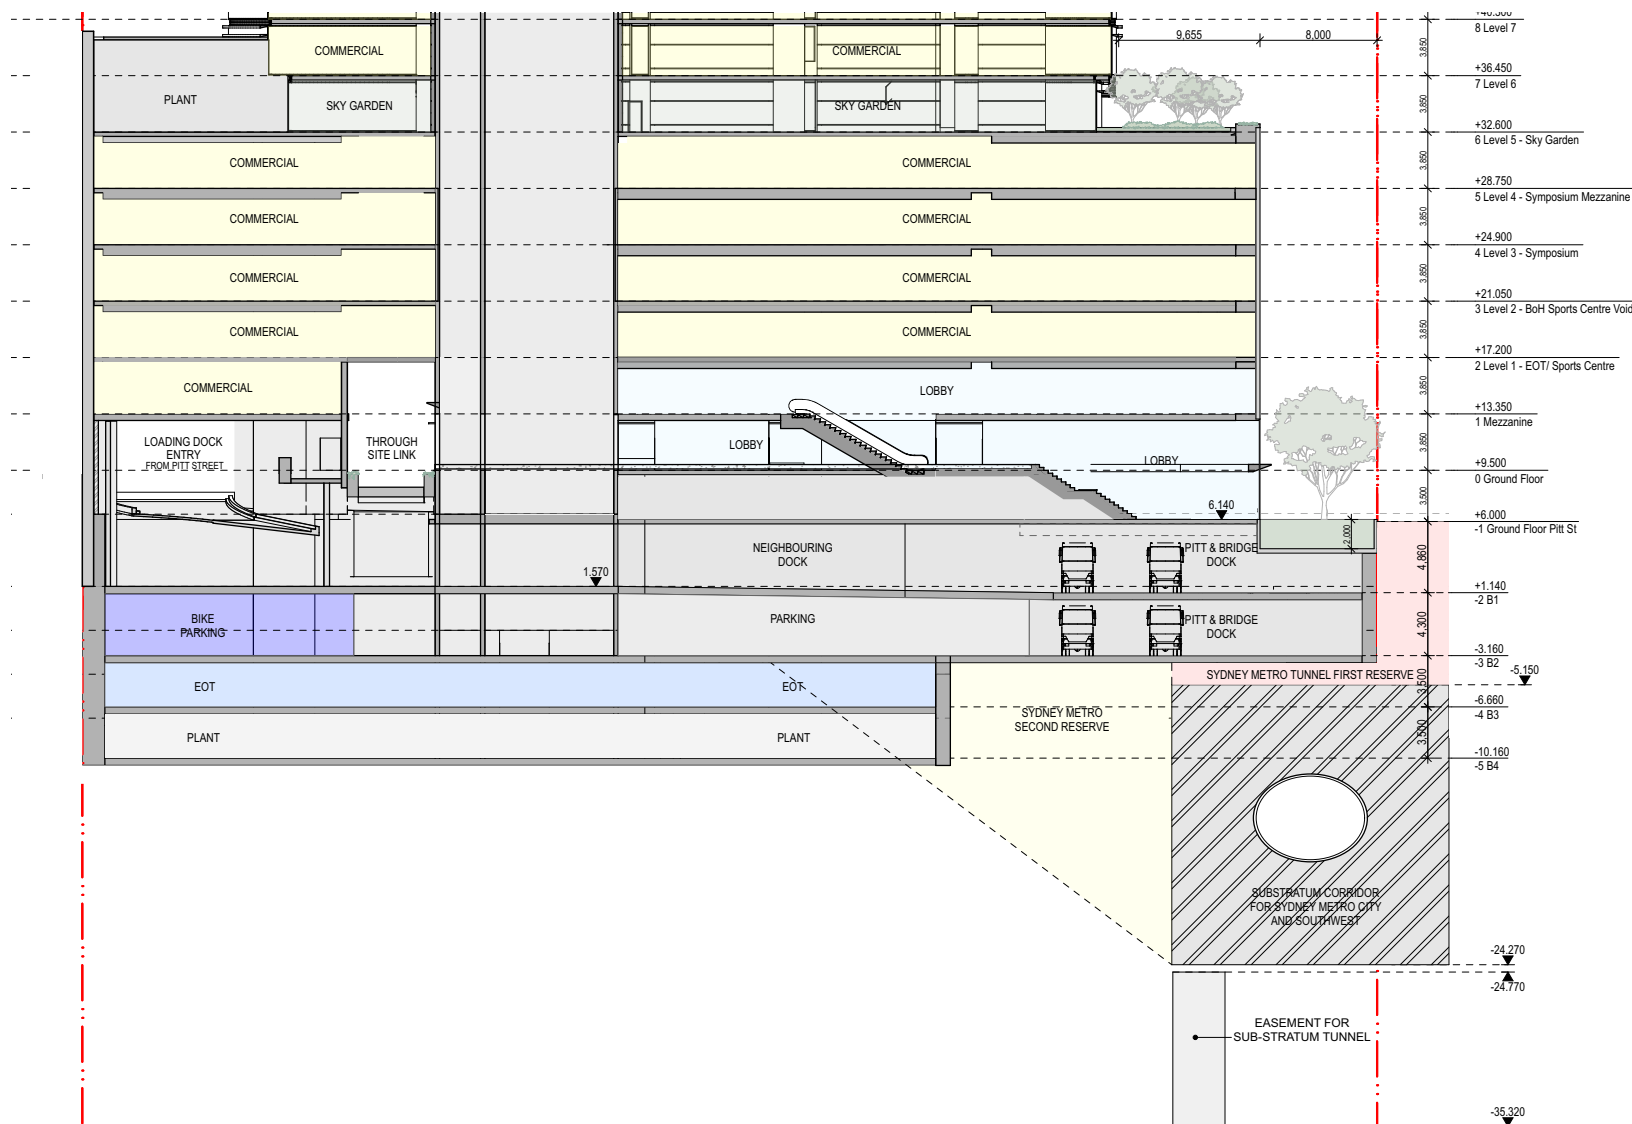 +40.300
8 Level 7
9,655
8,000
3,850
COMMERCIAL
COMMERCIAL
+36.450
7 Level 6
PLANT
SKY GARDEN
SKY GARDEN
3,850
+32.600
6 Level 5 - Sky Garden
COMMERCIAL
COMMERCIAL
3,850
+28.750
5 Level 4 - Symposium Mezzanine
COMMERCIAL
COMMERCIAL
3,850
+24.900
4 Level 3 - Symposium
COMMERCIAL
COMMERCIAL
3,850
+21.050
3 Level 2 - BoH Sports Centre Void
COMMERCIAL
COMMERCIAL
3,850
+17.200
2 Level 1 - EOT/ Sports Centre
COMMERCIAL
LOBBY
3,850
+13.350
1 Mezzanine
LOADING DOCK
ENTRY
FROM PITT STREET
THROUGH
SITE LINK
LOBBY
LOBBY
3,850
+9.500
0 Ground Floor
3,500
6.140
+6.000
-1 Ground Floor Pitt St
2,000
NEIGHBOURING
DOCK
PITT & BRIDGE
DOCK
4,860
1.570
+1.140
-2 B1
BIKE
PARKING
PARKING
PITT & BRIDGE
DOCK
4,300
-3.160
-3 B2
SYDNEY METRO TUNNEL FIRST RESERVE
-5.150
EOT
EOT
3,500
-6.660
-4 B3
SYDNEY METRO
SECOND RESERVE
PLANT
PLANT
3,500
-10.160
-5 B4
SUBSTRATUM CORRIDOR
FOR SYDNEY METRO CITY
AND SOUTHWEST
-24.270
-24.770
EASEMENT FOR
SUB-STRATUM TUNNEL
-35.320